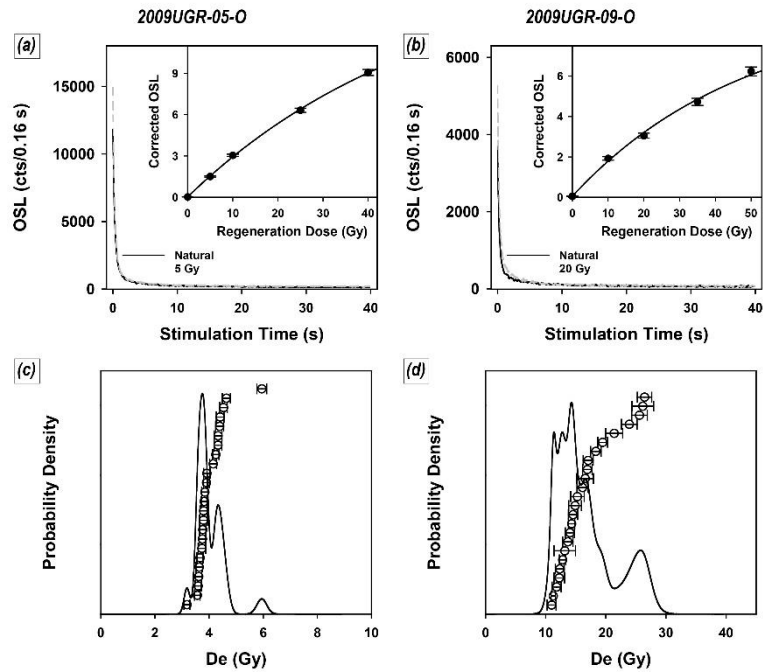 2009UGR-05-O
2009UGR-09-O
(a)
OSL (cts/0.16 s)
15000
10000
5000
0
Corrected OSL
9
6
3
0
0 10 20 30 40
Regeneration Dose (Gy)
Natural
5 Gy
0 10 20 30 40
Stimulation Time (s)
(b)
OSL (cts/0.16 s)
6000
4000
2000
0
Corrected OSL
6
4
2
0
0 10 20 30 40 50
Regeneration Dose (Gy)
Natural
20 Gy
0 10 20 30 40
Stimulation Time (s)
(c)
Probability Density
0 2 4 6 8 10
De (Gy)
(d)
Probability Density
0 10 20 30 40
De (Gy)